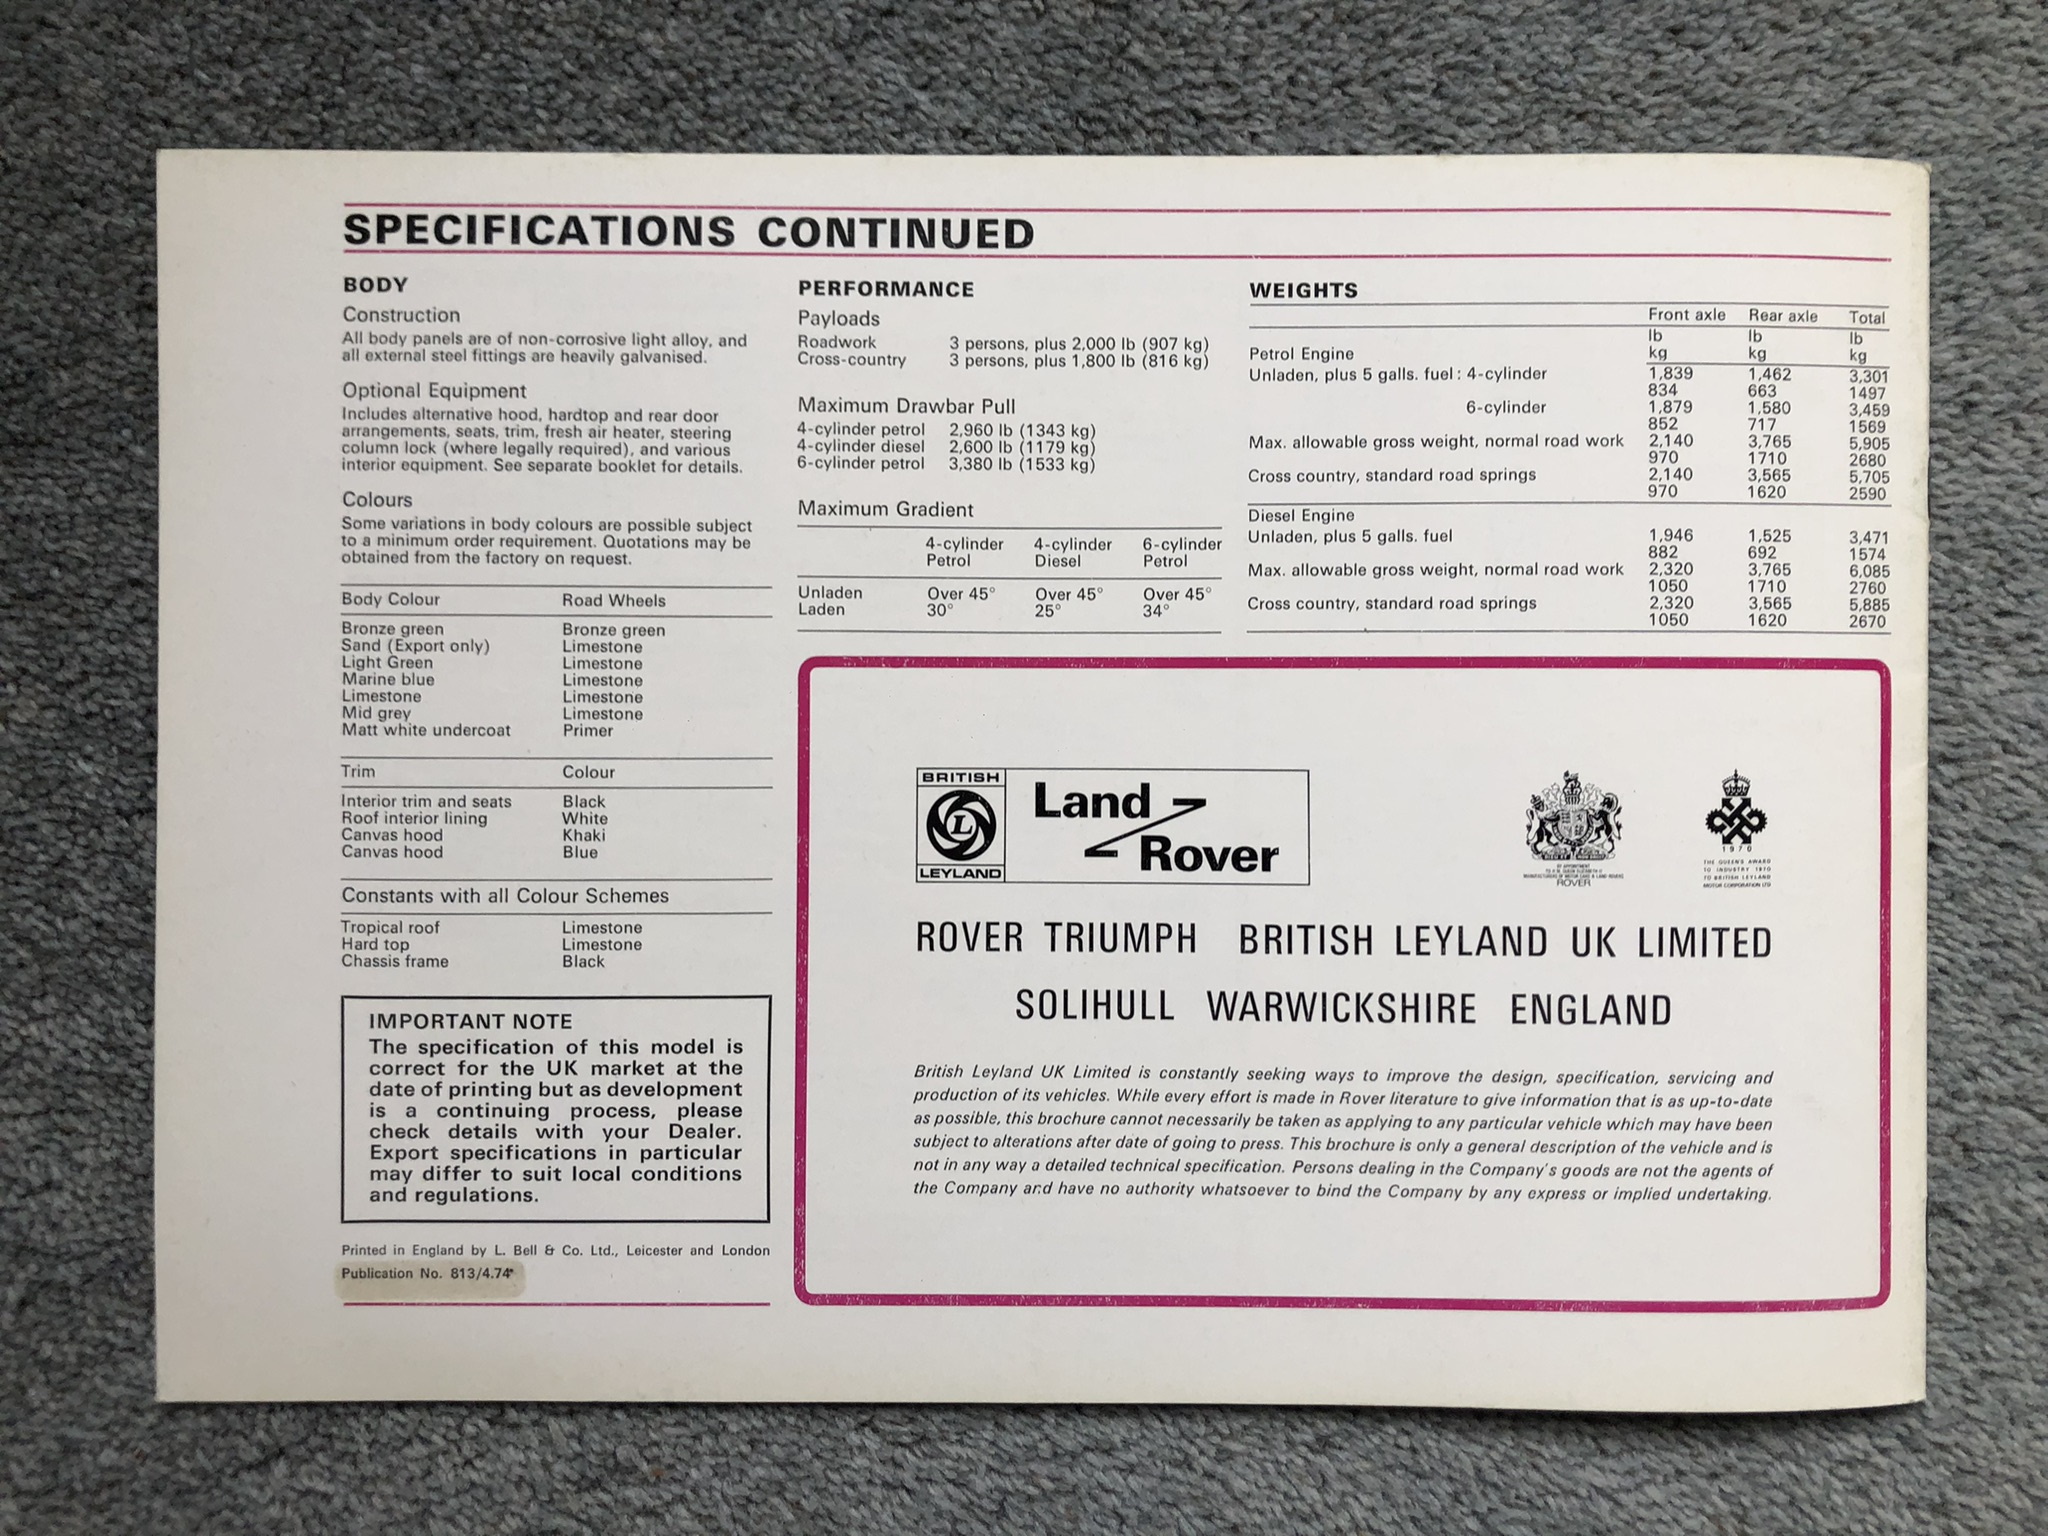 SPECIFICATIONS CONTINUED
BODY
Construction
All body panels are of non-corrosive light alloy, and
all external steel fittings are heavily galvanised.
Optional Equipment
Includes alternative hood, hardtop and rear door
arrangements, seats, trim, fresh air heater, steering
column lock (where legally required), and various
interior equipment. See separate booklet for details.
Colours
Some variations in body colours are possible subject
to a minimum order requirement. Quotations may be
obtained from the factory on request.
Body Colour Road Wheels
Bronze green Bronze green
Sand (Export only) Limestone
Light Green Limestone
Marine blue Limestone
Limestone Limestone
Mid grey Limestone
Matt white undercoat Primer
Trim Colour
Interior trim and seats Black
Roof interior lining White
Canvas hood Khaki
Canvas hood Blue
Constants with all Colour Schemes
Tropical roof Limestone
Hard top Limestone
Chassis frame Black
IMPORTANT NOTE
The specification of this model is
correct for the UK market at the
date of printing but as development
is a continuing process, please
check details with your Dealer.
Export specifications in particular
may differ to suit local conditions
and regulations.
Printed in England by L. Bell & Co. Ltd., Leicester and London
Publication No. 813/4.74*
PERFORMANCE
Payloads
Roadwork 3 persons, plus 2,000 lb (907 kg)
Cross-country 3 persons, plus 1,800 lb (816 kg)
Maximum Drawbar Pull
4-cylinder petrol 2,960 lb (1343 kg)
4-cylinder diesel 2,600 lb (1179 kg)
6-cylinder petrol 3,380 lb (1533 kg)
Maximum Gradient
4-cylinder 4-cylinder 6-cylinder
Petrol Diesel Petrol
Unladen Over 45° Over 45° Over 45°
Laden 30° 25° 34°
WEIGHTS
Front axle Rear axle Total
lb lb lb
Petrol Engine kg kg kg
Unladen, plus 5 galls. fuel: 4-cylinder 1,839 1,462 3,301
834 663 1497
6-cylinder 1,879 1,580 3,459
852 717 1569
Max. allowable gross weight, normal road work 2,140 3,765 5,905
970 1710 2680
Cross country, standard road springs 2,140 3,565 5,705
970 1620 2590
Diesel Engine
Unladen, plus 5 galls. fuel 1,946 1,525 3,471
882 692 1574
Max. allowable gross weight, normal road work 2,320 3,765 6,085
1050 1710 2760
Cross country, standard road springs 2,320 3,565 5,885
1050 1620 2670
BRITISH
L
LEYLAND
Land
Rover
BY APPOINTMENT
TO H.M. QUEEN ELIZABETH II
MANUFACTURERS OF MOTOR CARS & LAND ROVERS
ROVER
1970
THE QUEEN'S AWARD
TO INDUSTRY 1970
TO BRITISH LEYLAND
MOTOR CORPORATION LTD
ROVER TRIUMPH BRITISH LEYLAND UK LIMITED
SOLIHULL WARWICKSHIRE ENGLAND
British Leyland UK Limited is constantly seeking ways to improve the design, specification, servicing and
production of its vehicles. While every effort is made in Rover literature to give information that is as up-to-date
as possible, this brochure cannot necessarily be taken as applying to any particular vehicle which may have been
subject to alterations after date of going to press. This brochure is only a general description of the vehicle and is
not in any way a detailed technical specification. Persons dealing in the Company's goods are not the agents of
the Company and have no authority whatsoever to bind the Company by any express or implied undertaking.